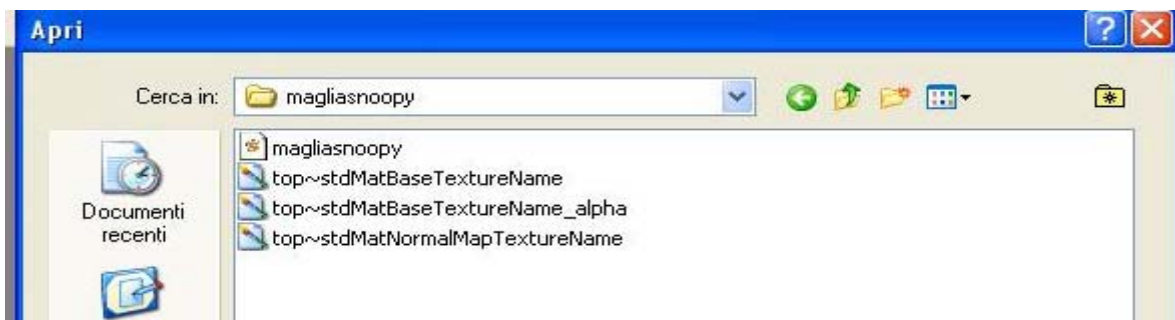 Apri
Cerca in: magliasnoopy
magliasnoopy
top~stdMatBaseTextureName
top~stdMatBaseTextureName_alpha
top~stdMatNormalMapTextureName
Documenti
recenti